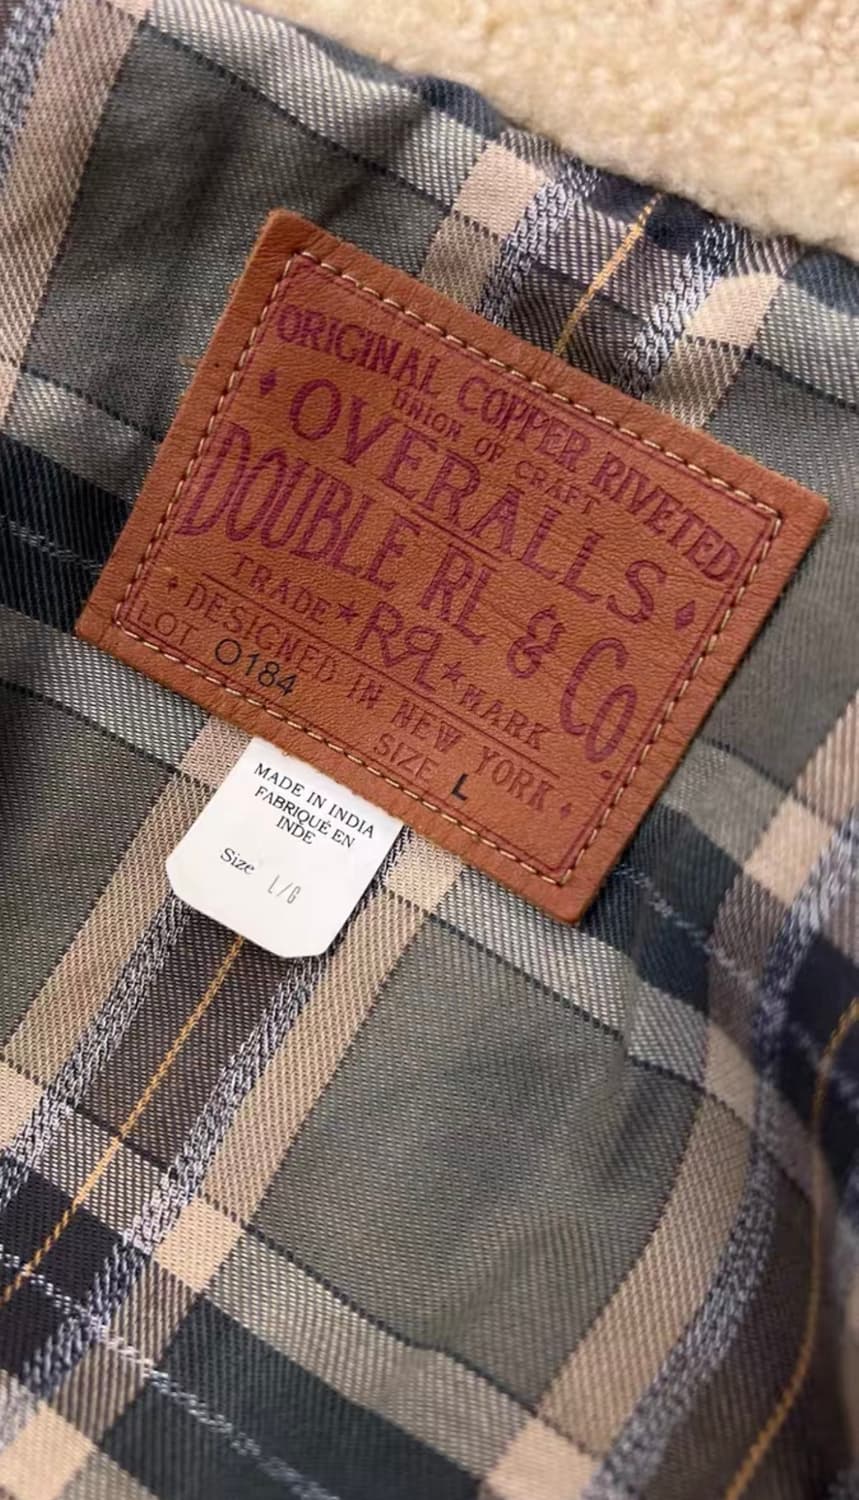 ORIGINAL COPPER RIVETED
UNION OF CRAFT
OVERALLS
DOUBLE RL & Co.
TRADE ★ RRL ★ MARK
DESIGNED IN NEW YORK
LOT 0184
SIZE L
MADE IN INDIA
FABRIQUÉ EN
INDE
Size L/G